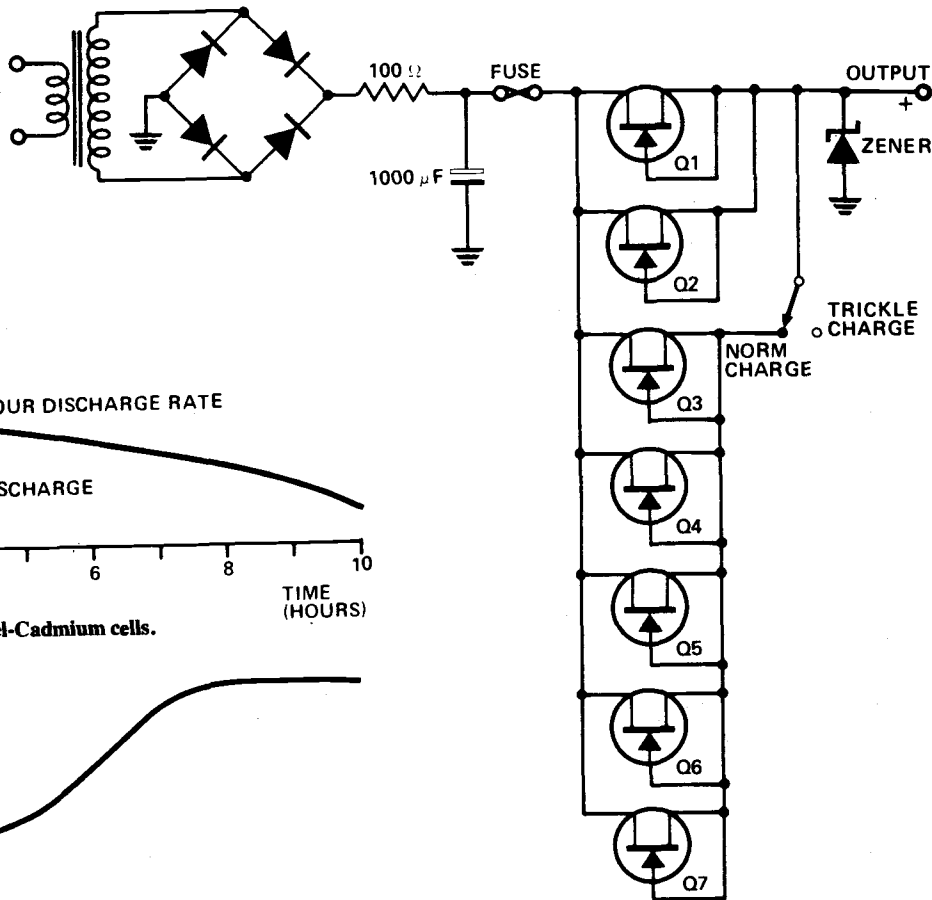 100 Ω
FUSE
OUTPUT
+
ZENER
1000 μF
Q1
Q2
TRICKLE
CHARGE
NORM
CHARGE
Q3
Q4
Q5
Q6
Q7
OUR DISCHARGE RATE
SCHARGE
6
8
10
TIME
(HOURS)
el-Cadmium cells.